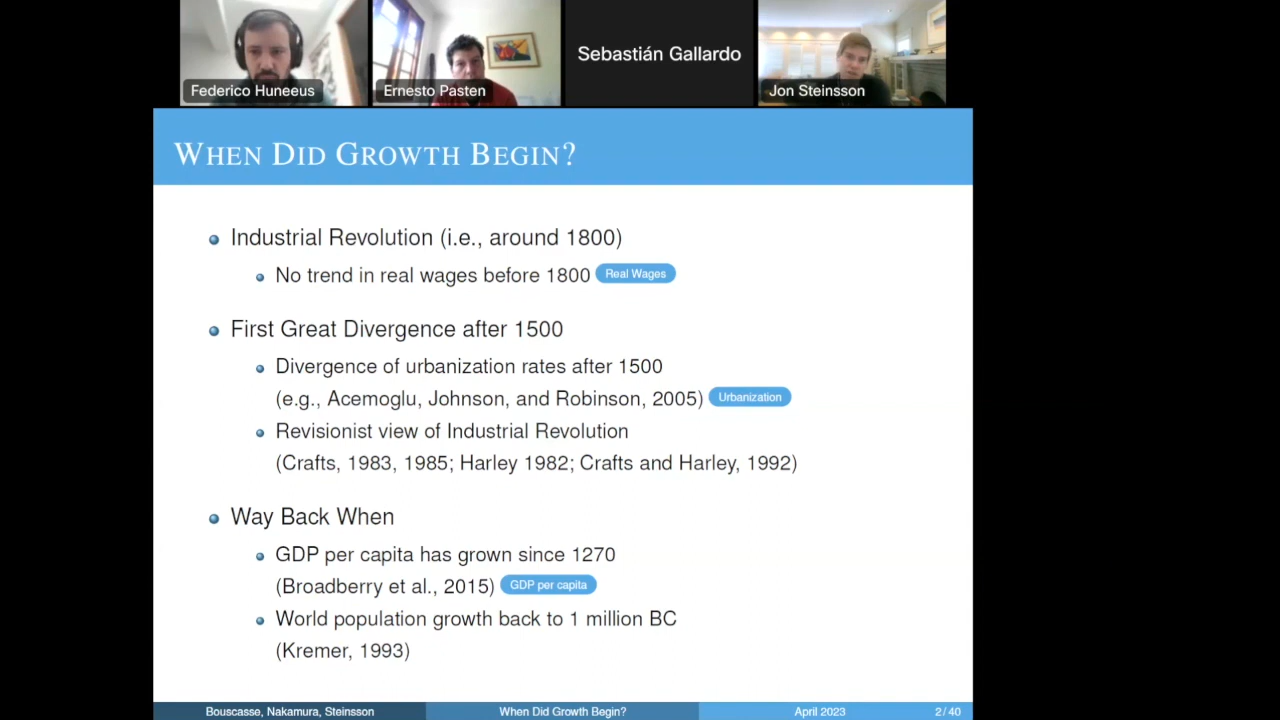 Federico Huneeus
Ernesto Pasten
Sebastián Gallardo
Jon Steinsson
When Did Growth Begin?
Industrial Revolution (i.e., around 1800)
No trend in real wages before 1800 Real Wages
First Great Divergence after 1500
Divergence of urbanization rates after 1500
(e.g., Acemoglu, Johnson, and Robinson, 2005) Urbanization
Revisionist view of Industrial Revolution
(Crafts, 1983, 1985; Harley 1982; Crafts and Harley, 1992)
Way Back When
GDP per capita has grown since 1270
(Broadberry et al., 2015) GDP per capita
World population growth back to 1 million BC
(Kremer, 1993)
Bouscasse, Nakamura, Steinsson When Did Growth Begin? April 2023 2/40